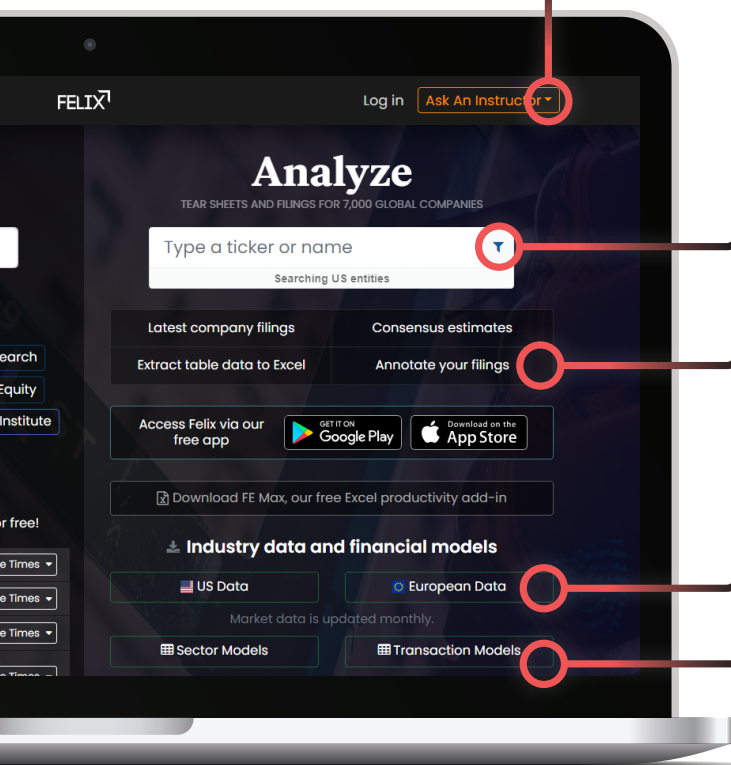 FELIX
Log in
Ask An Instructor
Analyze
TEAR SHEETS AND FILINGS FOR 7,000 GLOBAL COMPANIES
Type a ticker or name
Searching US entities
Latest company filings
Consensus estimates
Extract table data to Excel
Annotate your filings
earch
Equity
Institute
Access Felix via our
free app
GET IT ON
Google Play
Download on the
App Store
Download FE Max, our free Excel productivity add-in
r free!
Industry data and financial models
e Times
US Data
European Data
e Times
Market data is updated monthly.
e Times
Sector Models
Transaction Models
e Times